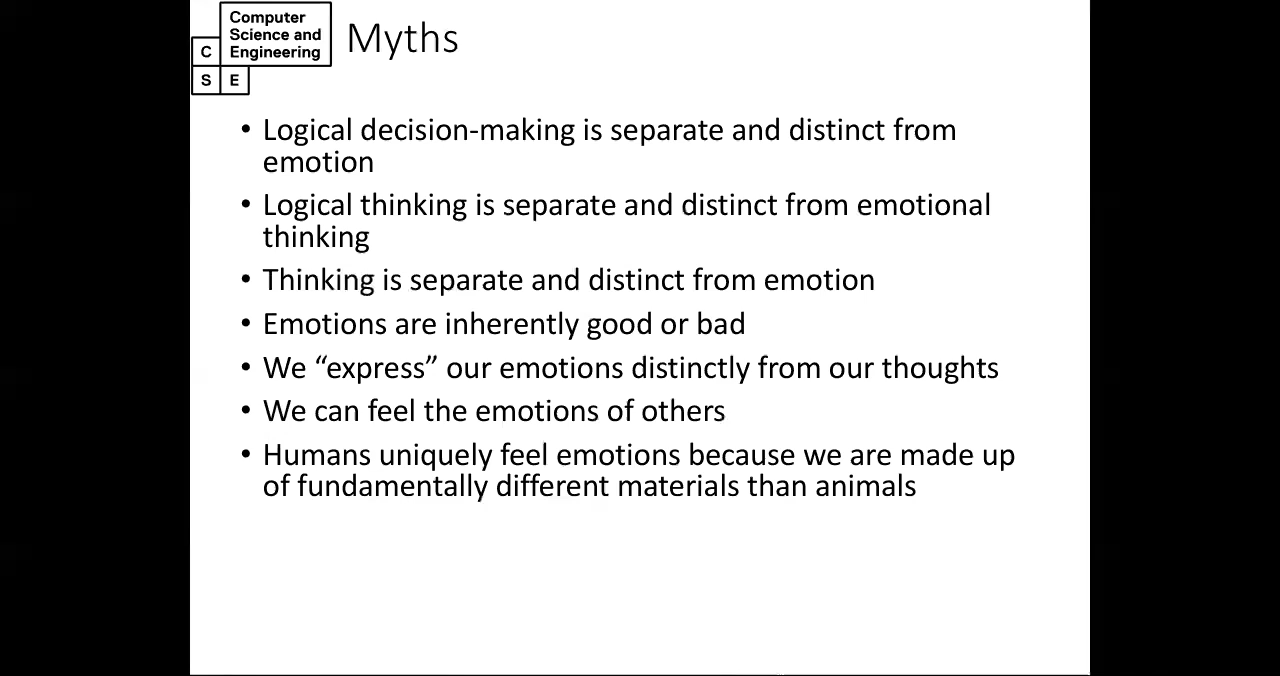 Computer
Science and
Engineering
C
S E
Myths
• Logical decision-making is separate and distinct from
emotion
• Logical thinking is separate and distinct from emotional
thinking
• Thinking is separate and distinct from emotion
• Emotions are inherently good or bad
• We “express” our emotions distinctly from our thoughts
• We can feel the emotions of others
• Humans uniquely feel emotions because we are made up
of fundamentally different materials than animals